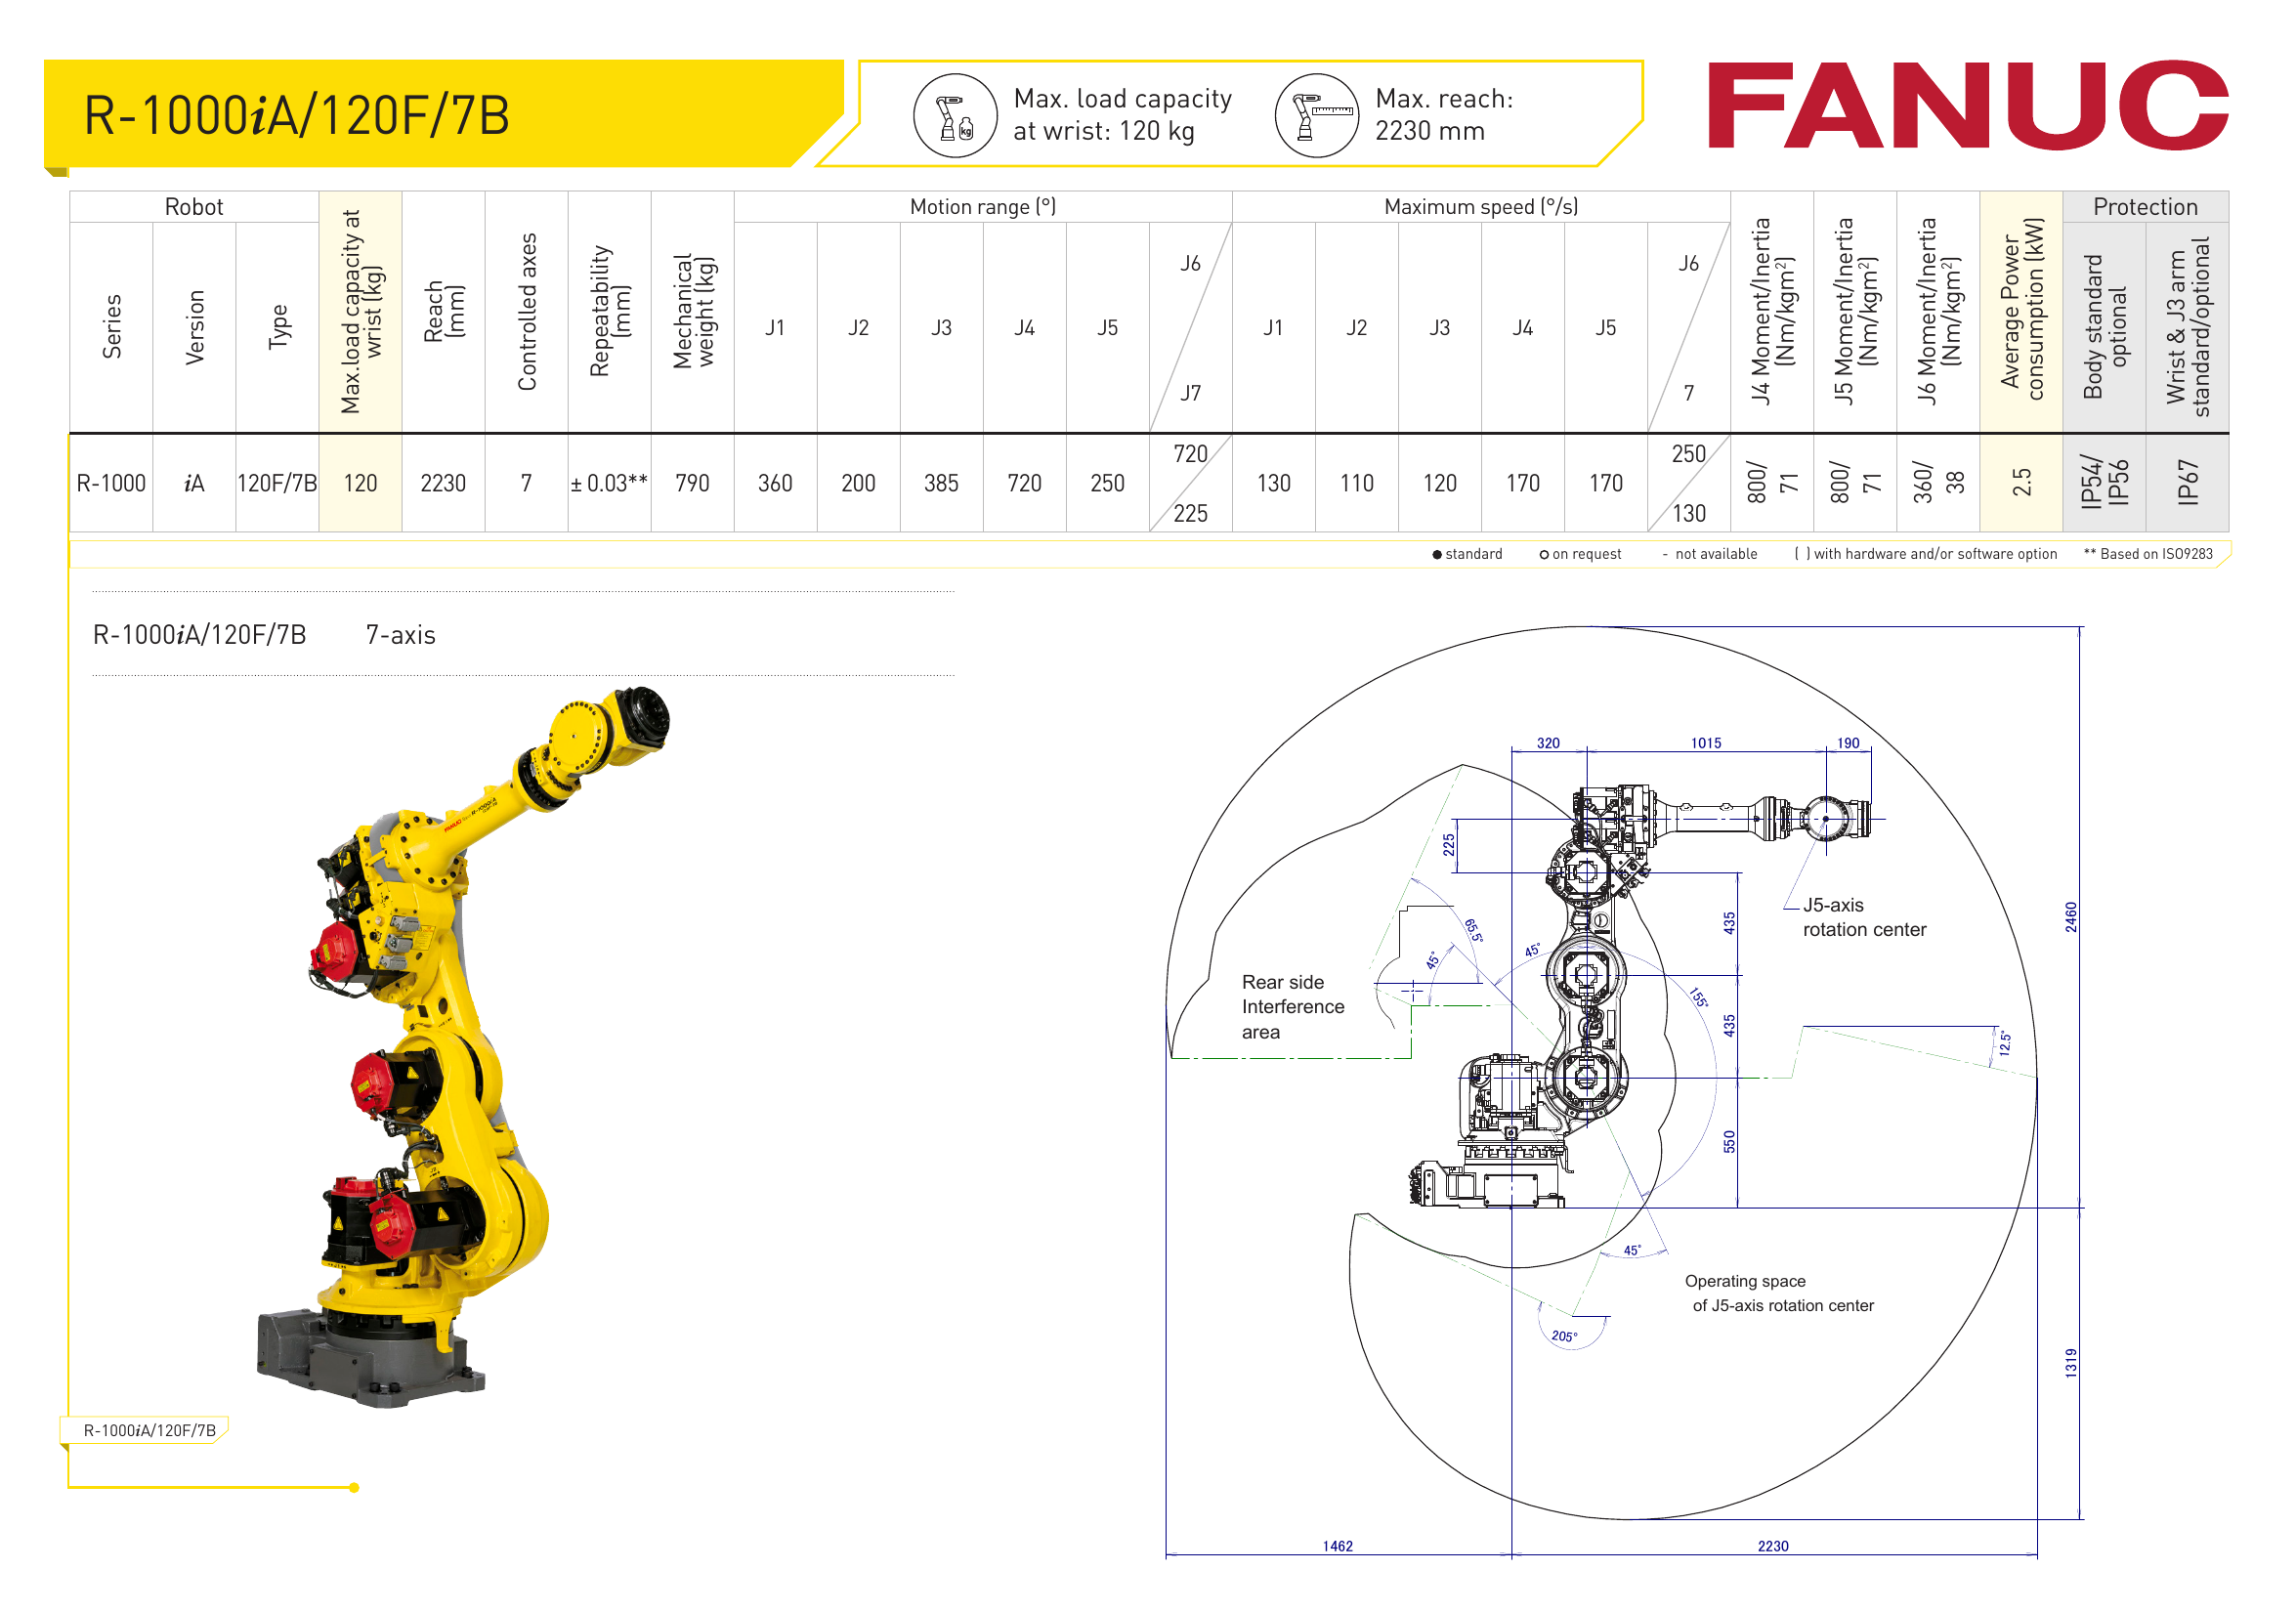 R-1000iA/120F/7B
Max. load capacity
at wrist: 120 kg
Max. reach:
2230 mm
FANUC
Robot
Series
Version
Type
Max.load capacity at
wrist (kg)
Reach
(mm)
Controlled axes
Repeatability
(mm)
Mechanical
weight (kg)
Motion range (°)
J1
J2
J3
J4
J5
J6
J7
Maximum speed (°/s)
J1
J2
J3
J4
J5
J6
7
J4 Moment/Inertia
(Nm/kgm²)
J5 Moment/Inertia
(Nm/kgm²)
J6 Moment/Inertia
(Nm/kgm²)
Average Power
consumption (kW)
Protection
Body standard
optional
Wrist & J3 arm
standard/optional
R-1000
iA
120F/7B
120
2230
7
± 0.03**
790
360
200
385
720
250
720
225
130
110
120
170
170
250
130
800/
71
800/
71
360/
38
2.5
IP54/
IP56
IP67
● standard
○ on request
- not available
( ) with hardware and/or software option
** Based on ISO9283
R-1000iA/120F/7B 7-axis
320
1015
190
225
435
435
550
2460
1319
65.5°
45°
45°
155°
12.5°
45°
205°
J5-axis
rotation center
Rear side
Interference
area
Operating space
of J5-axis rotation center
1462
2230
FANUC
R-1000iA
R-1000iA/120F/7B